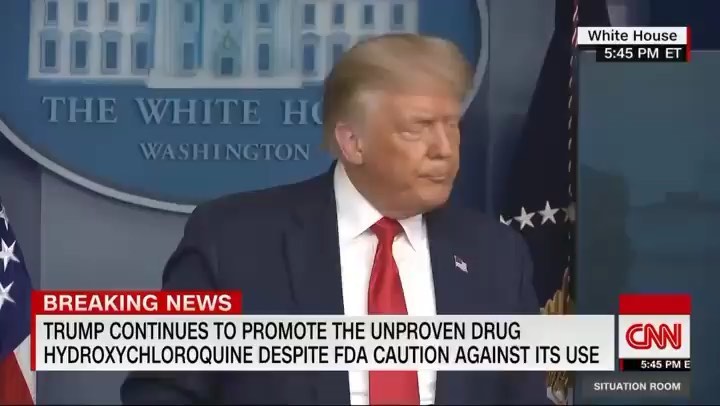 White House
5:45 PM ET
THE WHITE HO
WASHINGTON
BREAKING NEWS
TRUMP CONTINUES TO PROMOTE THE UNPROVEN DRUG
HYDROXYCHLOROQUINE DESPITE FDA CAUTION AGAINST ITS USE
CNN
5:45 PM E
SITUATION ROOM